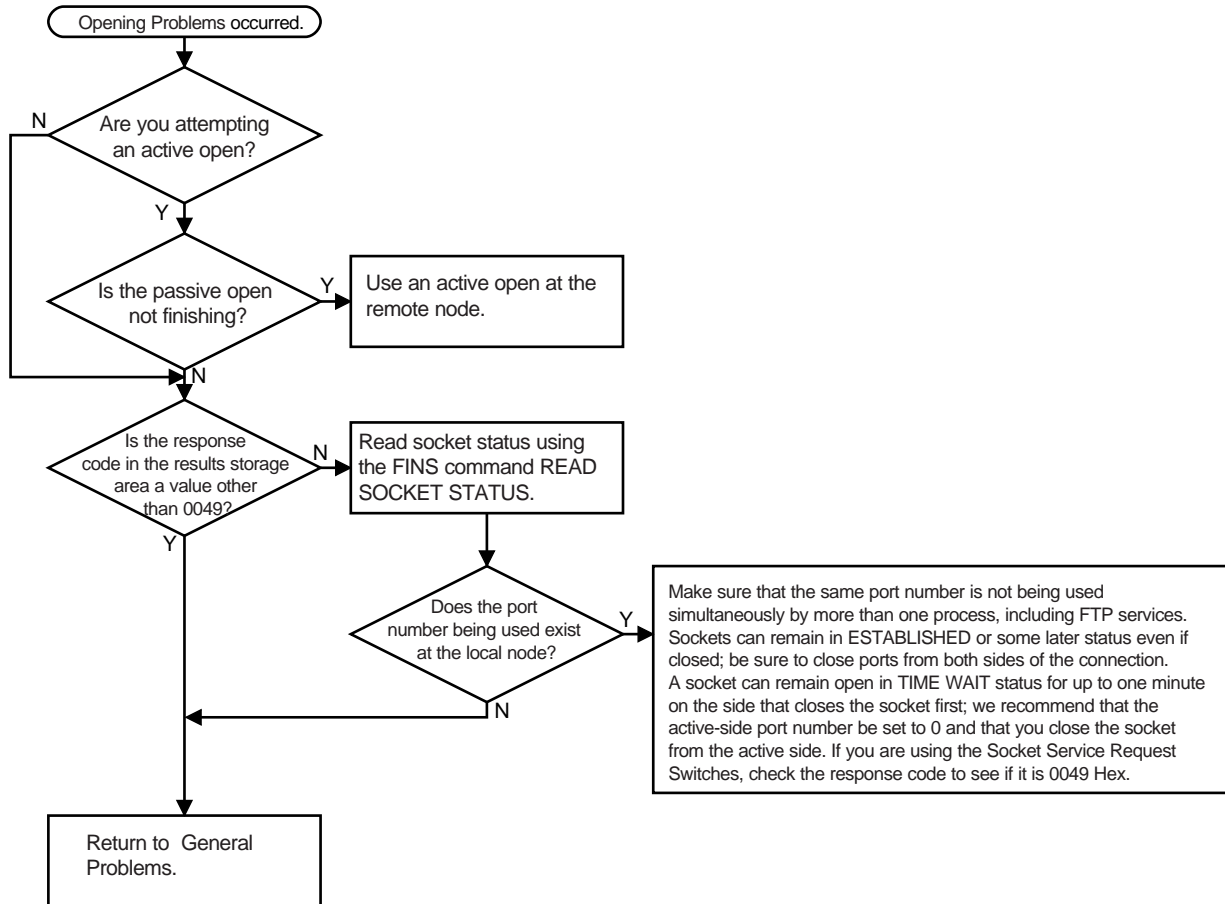 Opening Problems occurred.
N
Are you attempting
an active open?
Y
Is the passive open
not finishing?
Y
Use an active open at the
remote node.
N
Is the response
code in the results storage
area a value other
than 0049?
N
Read socket status using
the FINS command READ
SOCKET STATUS.
Y
Does the port
number being used exist
at the local node?
Y
Make sure that the same port number is not being used
simultaneously by more than one process, including FTP services.
Sockets can remain in ESTABLISHED or some later status even if
closed; be sure to close ports from both sides of the connection.
A socket can remain open in TIME WAIT status for up to one minute
on the side that closes the socket first; we recommend that the
active-side port number be set to 0 and that you close the socket
from the active side. If you are using the Socket Service Request
Switches, check the response code to see if it is 0049 Hex.
N
Return to General
Problems.